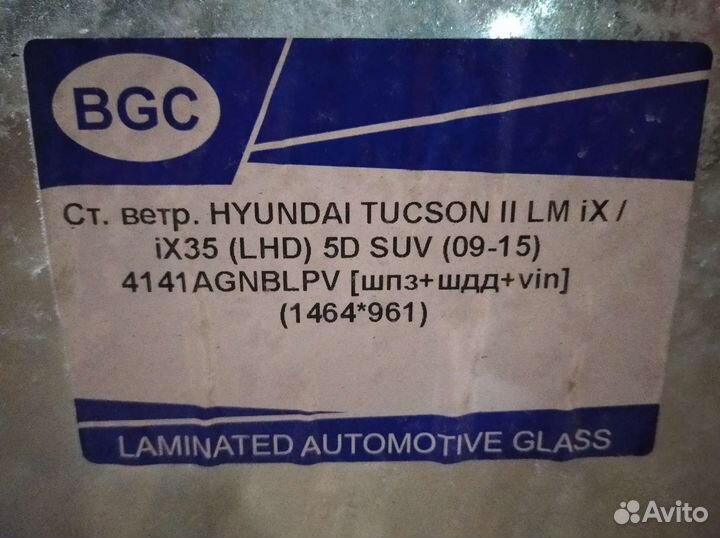 BGC
Ст. ветр. HYUNDAI TUCSON II LM iX /
iX35 (LHD) 5D SUV (09-15)
4141AGNBLPV [шпз+шдд+vin]
(1464*961)
LAMINATED AUTOMOTIVE GLASS
Avito